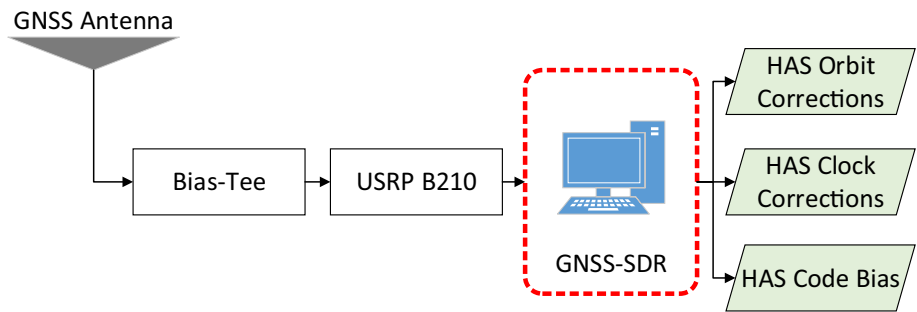 GNSS Antenna
Bias-Tee
USRP B210
GNSS-SDR
HAS Orbit
Corrections
HAS Clock
Corrections
HAS Code Bias